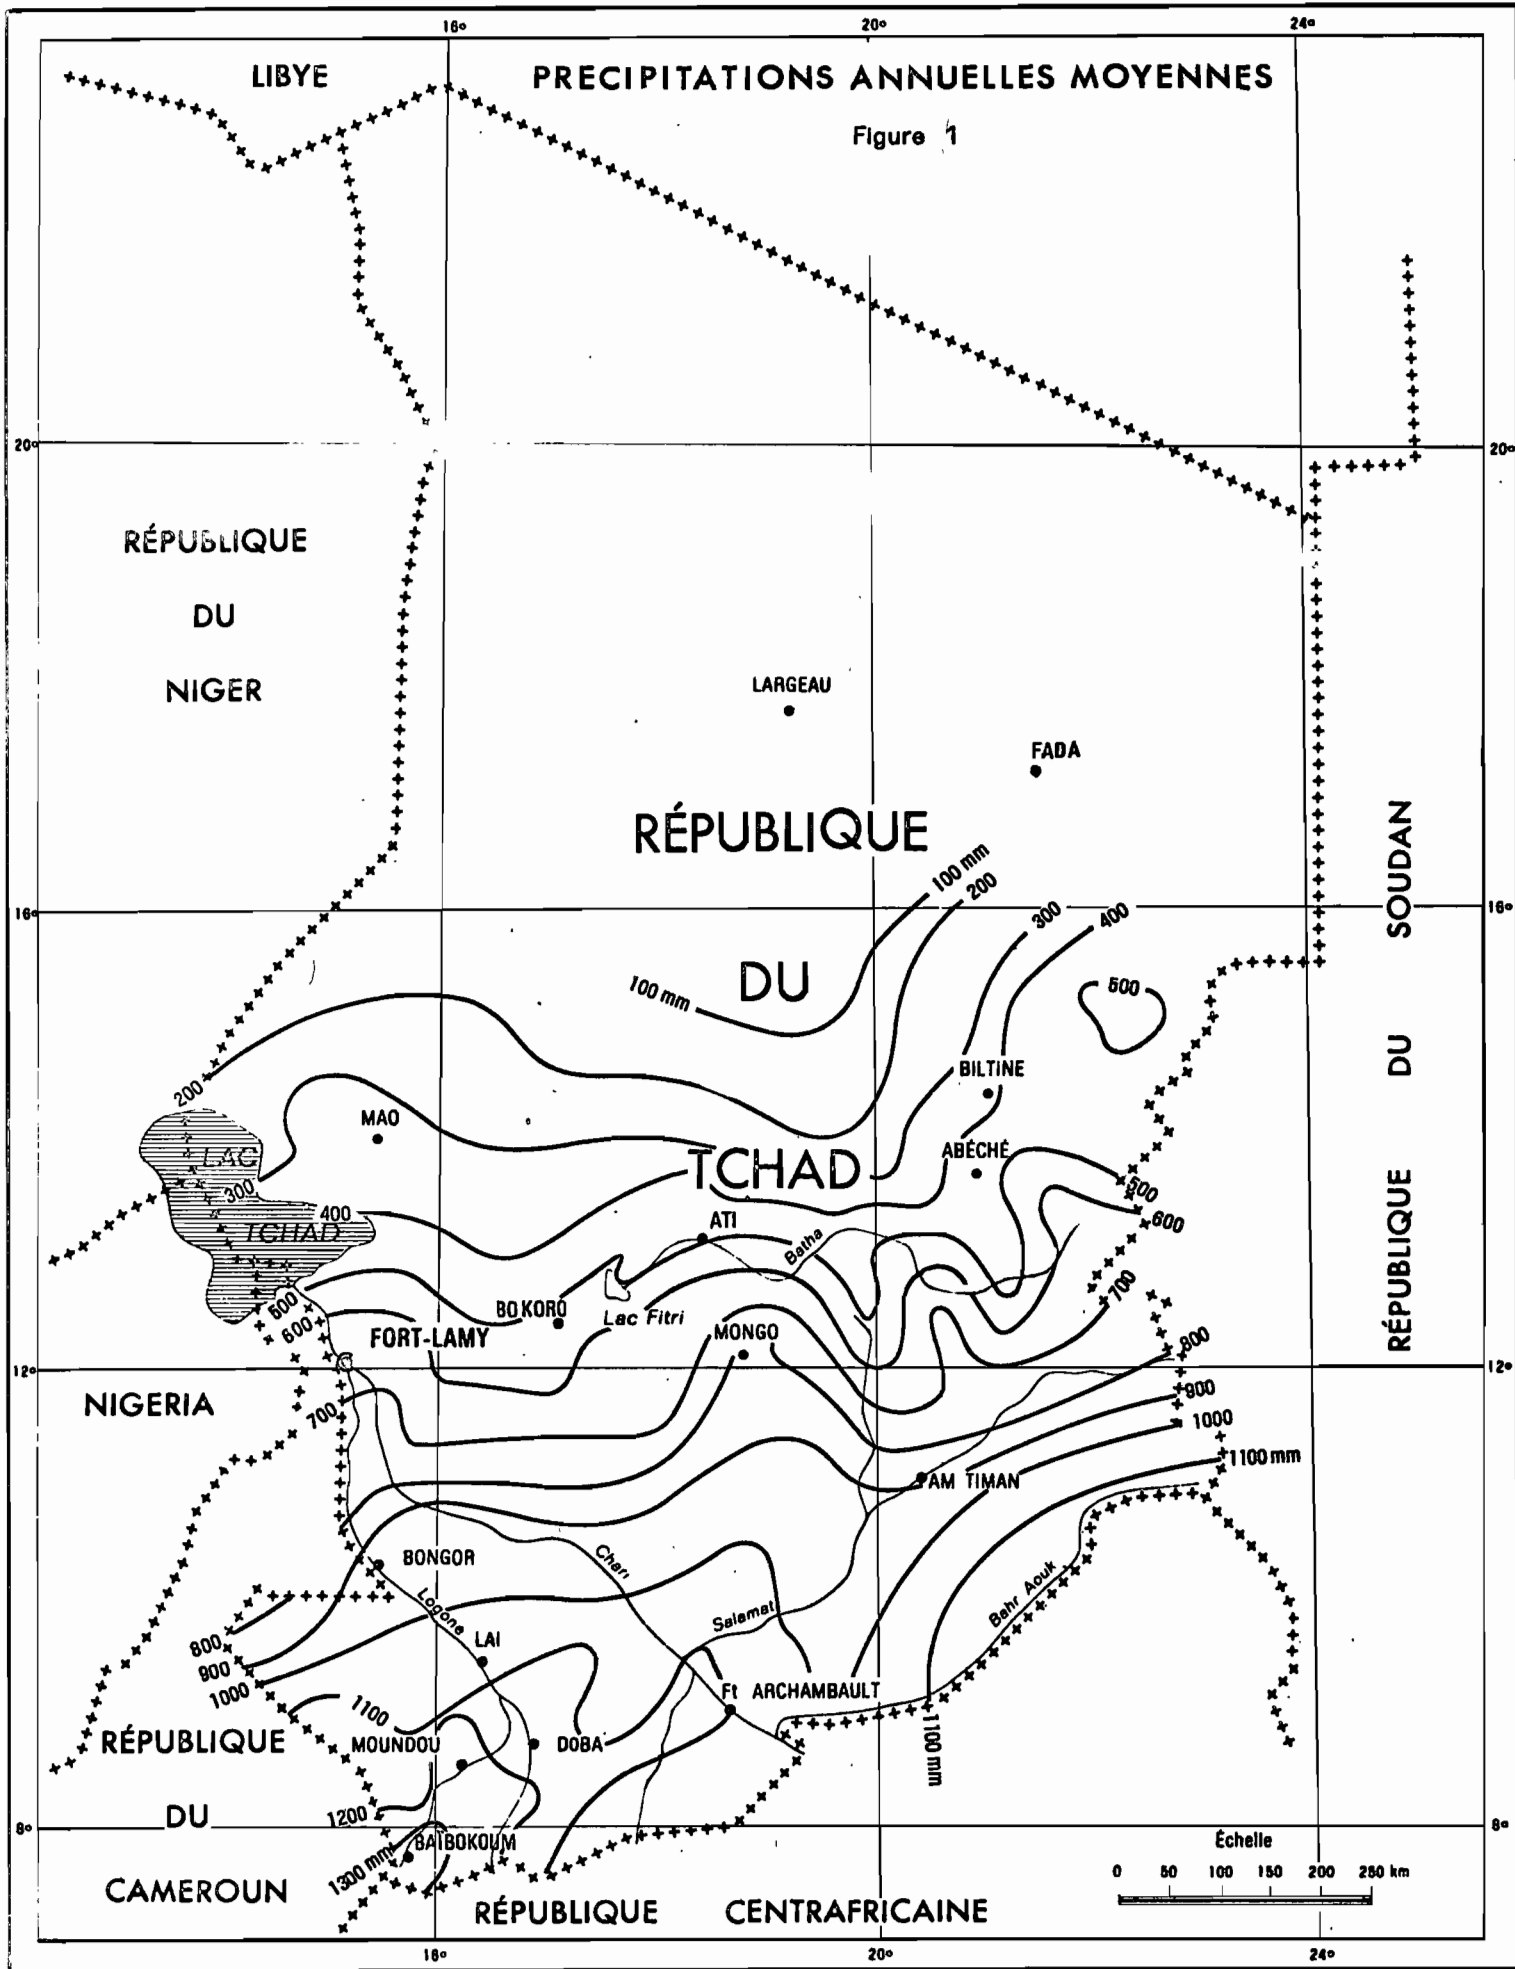 16°
20°
24°
LIBYE
PRECIPITATIONS ANNUELLES MOYENNES
Figure 1
20°
20°
RÉPUBLIQUE
DU
NIGER
LARGEAU
FADA
RÉPUBLIQUE
DU
TCHAD
RÉPUBLIQUE DU SOUDAN
100 mm
200
300
400
16°
16°
100 mm
500
BILTINE
200
MAO
LAC
TCHAD
300
400
ABÉCHÉ
500
600
ATI
Batha
700
500
600
BOKORO
Lac Fitri
FORT-LAMY
MONGO
800
12°
12°
NIGERIA
700
900
1000
1100 mm
AM TIMAN
BONGOR
Chari
Logone
Salamat
Bahr Aouk
800
900
1000
LAI
Ft ARCHAMBAULT
1100
RÉPUBLIQUE
DU
CAMEROUN
MOUNDOU
DOBA
1100 mm
1200
8°
8°
BAÏBOKOUM
1300 mm
Échelle
0 50 100 150 200 250 km
RÉPUBLIQUE CENTRAFRICAINE
16°
20°
24°